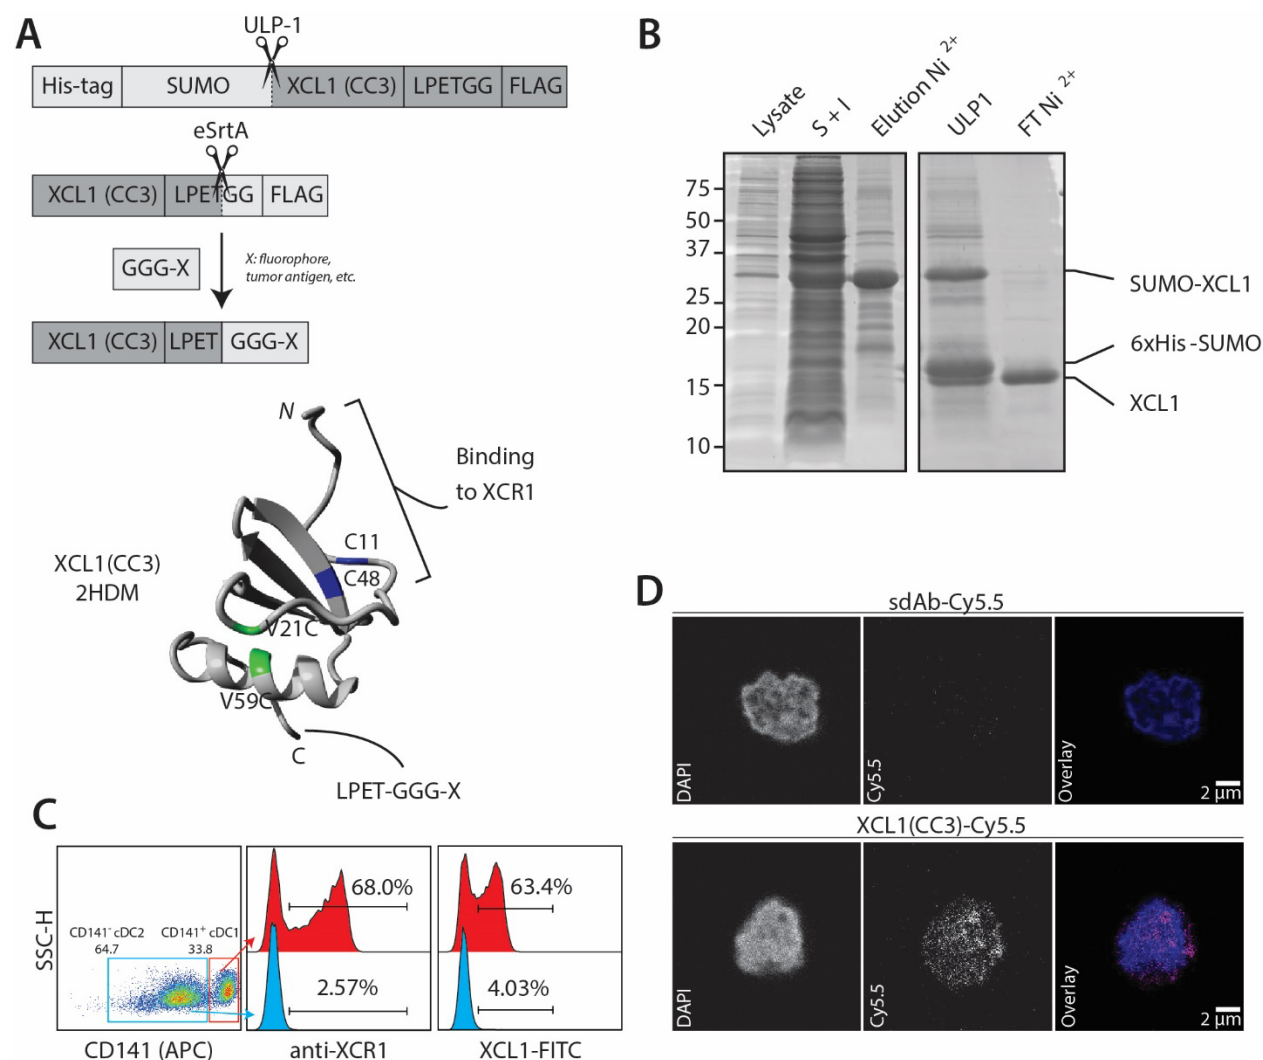 A
ULP-1
His-tag SUMO XCL1 (CC3) LPETGG FLAG
eSrtA
XCL1 (CC3) LPETGG FLAG
GGG-X
X: fluorophore,
tumor antigen, etc.
XCL1 (CC3) LPET GGG-X
N
Binding
to XCR1
C11
C48
XCL1(CC3)
2HDM
V21C
V59C
C
LPET-GGG-X
B
Lysate
S + I
Elution Ni 2+
ULP1
FT Ni 2+
75
50
37
25
20
15
10
SUMO-XCL1
6xHis-SUMO
XCL1
C
SSC-H
CD141- cDC2
64.7
CD141+ cDC1
33.8
68.0%
2.57%
63.4%
4.03%
CD141 (APC)
anti-XCR1
XCL1-FITC
D
sdAb-Cy5.5
DAPI
Cy5.5
Overlay
2 µm
XCL1(CC3)-Cy5.5
DAPI
Cy5.5
Overlay
2 µm